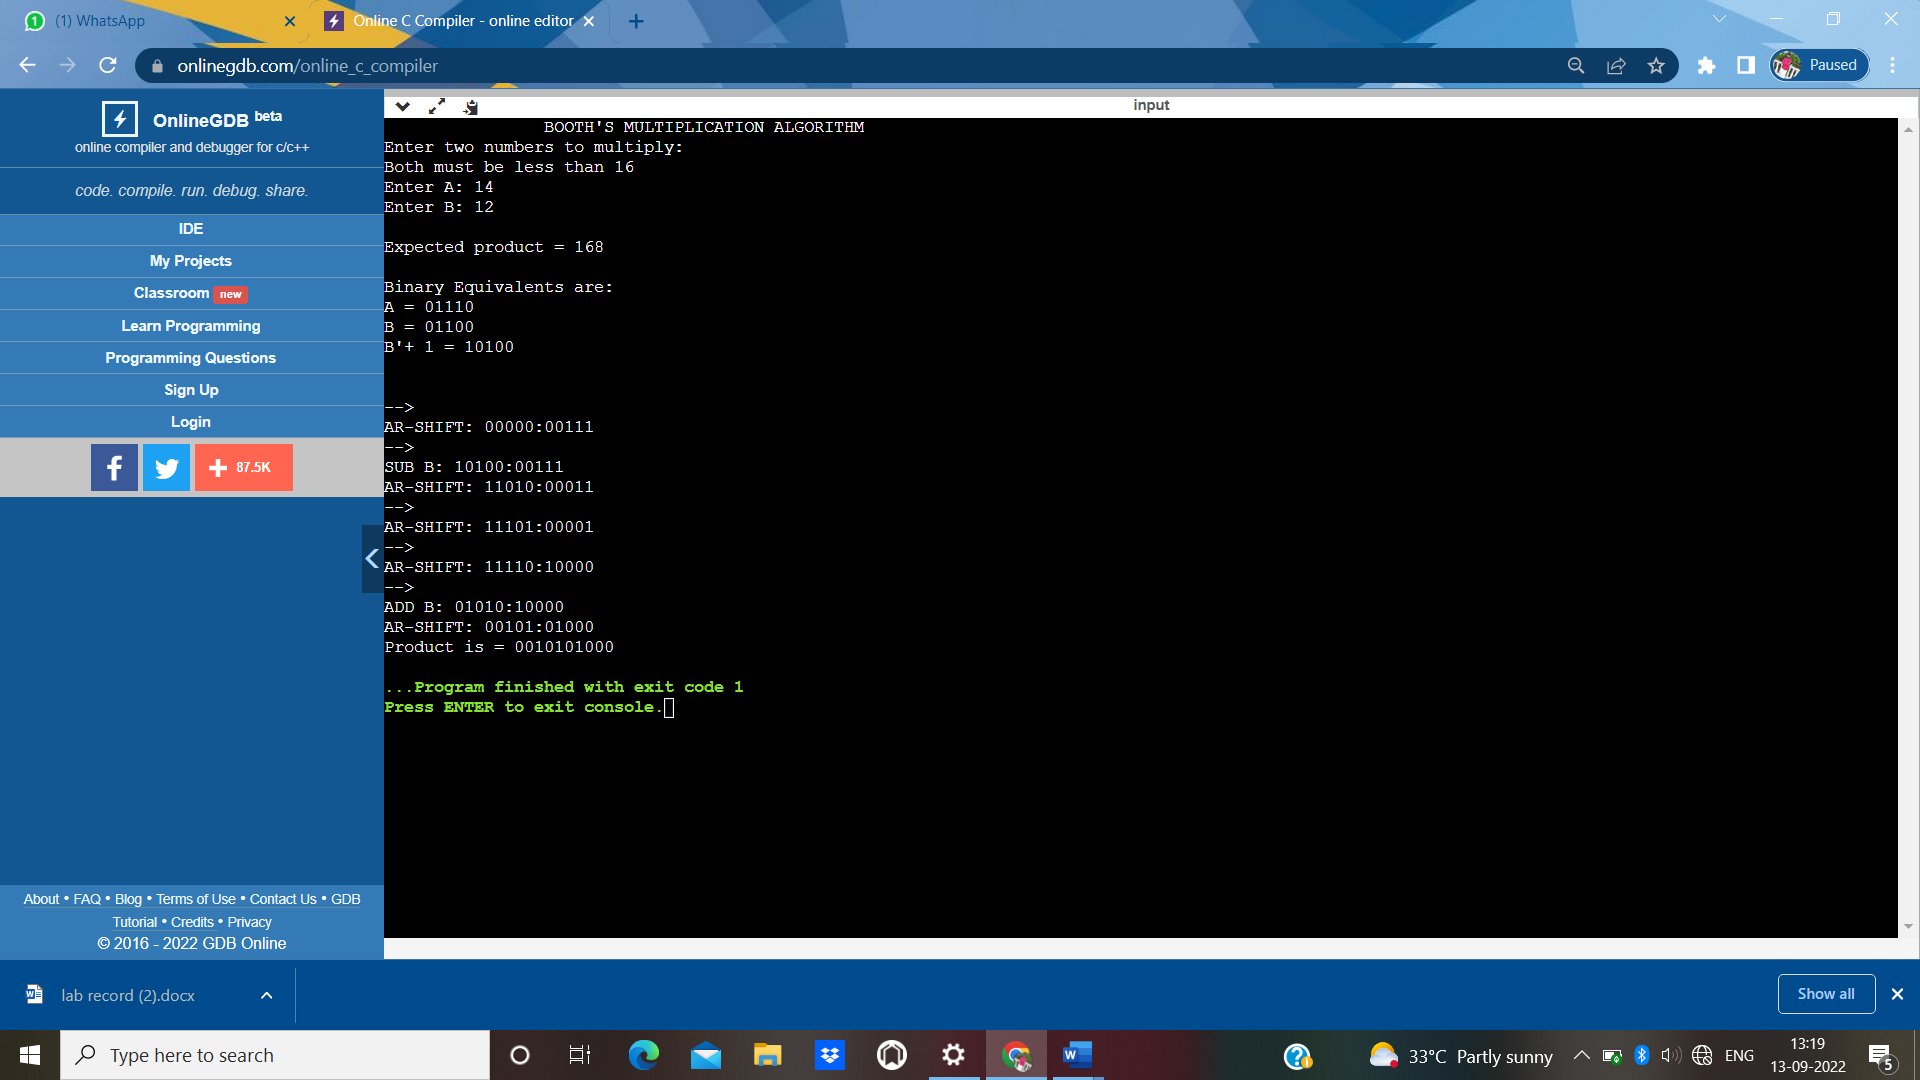 (1) WhatsApp
Online C Compiler - online editor
onlinegdb.com/online_c_compiler
Paused
OnlineGDB beta
online compiler and debugger for c/c++
code. compile. run. debug. share.
IDE
My Projects
Classroom new
Learn Programming
Programming Questions
Sign Up
Login
87.5K
About • FAQ • Blog • Terms of Use • Contact Us • GDB
Tutorial • Credits • Privacy
© 2016 - 2022 GDB Online
input
BOOTH'S MULTIPLICATION ALGORITHM
Enter two numbers to multiply:
Both must be less than 16
Enter A: 14
Enter B: 12
Expected product = 168
Binary Equivalents are:
A = 01110
B = 01100
B'+ 1 = 10100
-->
AR-SHIFT: 00000:00111
-->
SUB B: 10100:00111
AR-SHIFT: 11010:00011
-->
AR-SHIFT: 11101:00001
-->
AR-SHIFT: 11110:10000
-->
ADD B: 01010:10000
AR-SHIFT: 00101:01000
Product is = 0010101000
...Program finished with exit code 1
Press ENTER to exit console.
lab record (2).docx
Show all
Type here to search
33°C Partly sunny
ENG
13:19
13-09-2022
5